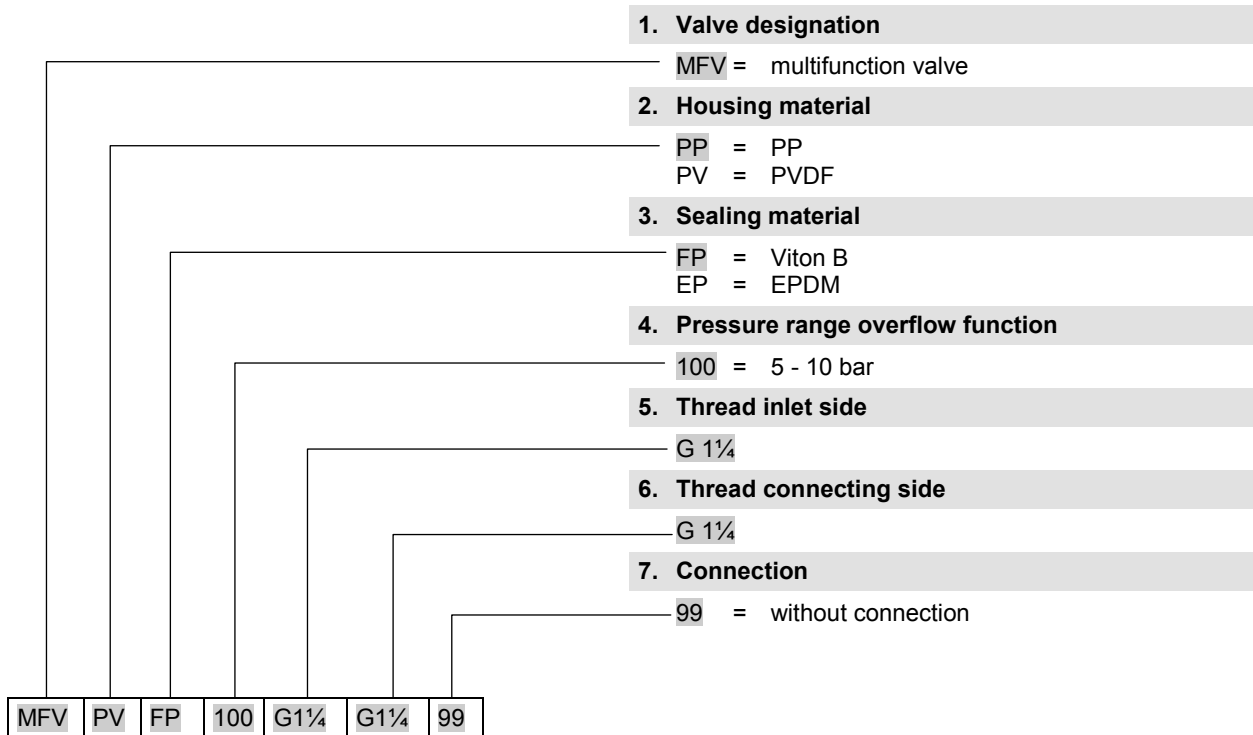 1. Valve designation
MFV = multifunction valve
2. Housing material
PP = PP
PV = PVDF
3. Sealing material
FP = Viton B
EP = EPDM
4. Pressure range overflow function
100 = 5 - 10 bar
5. Thread inlet side
G 1¼
6. Thread connecting side
G 1¼
7. Connection
99 = without connection
MFV PV FP 100 G1¼ G1¼ 99